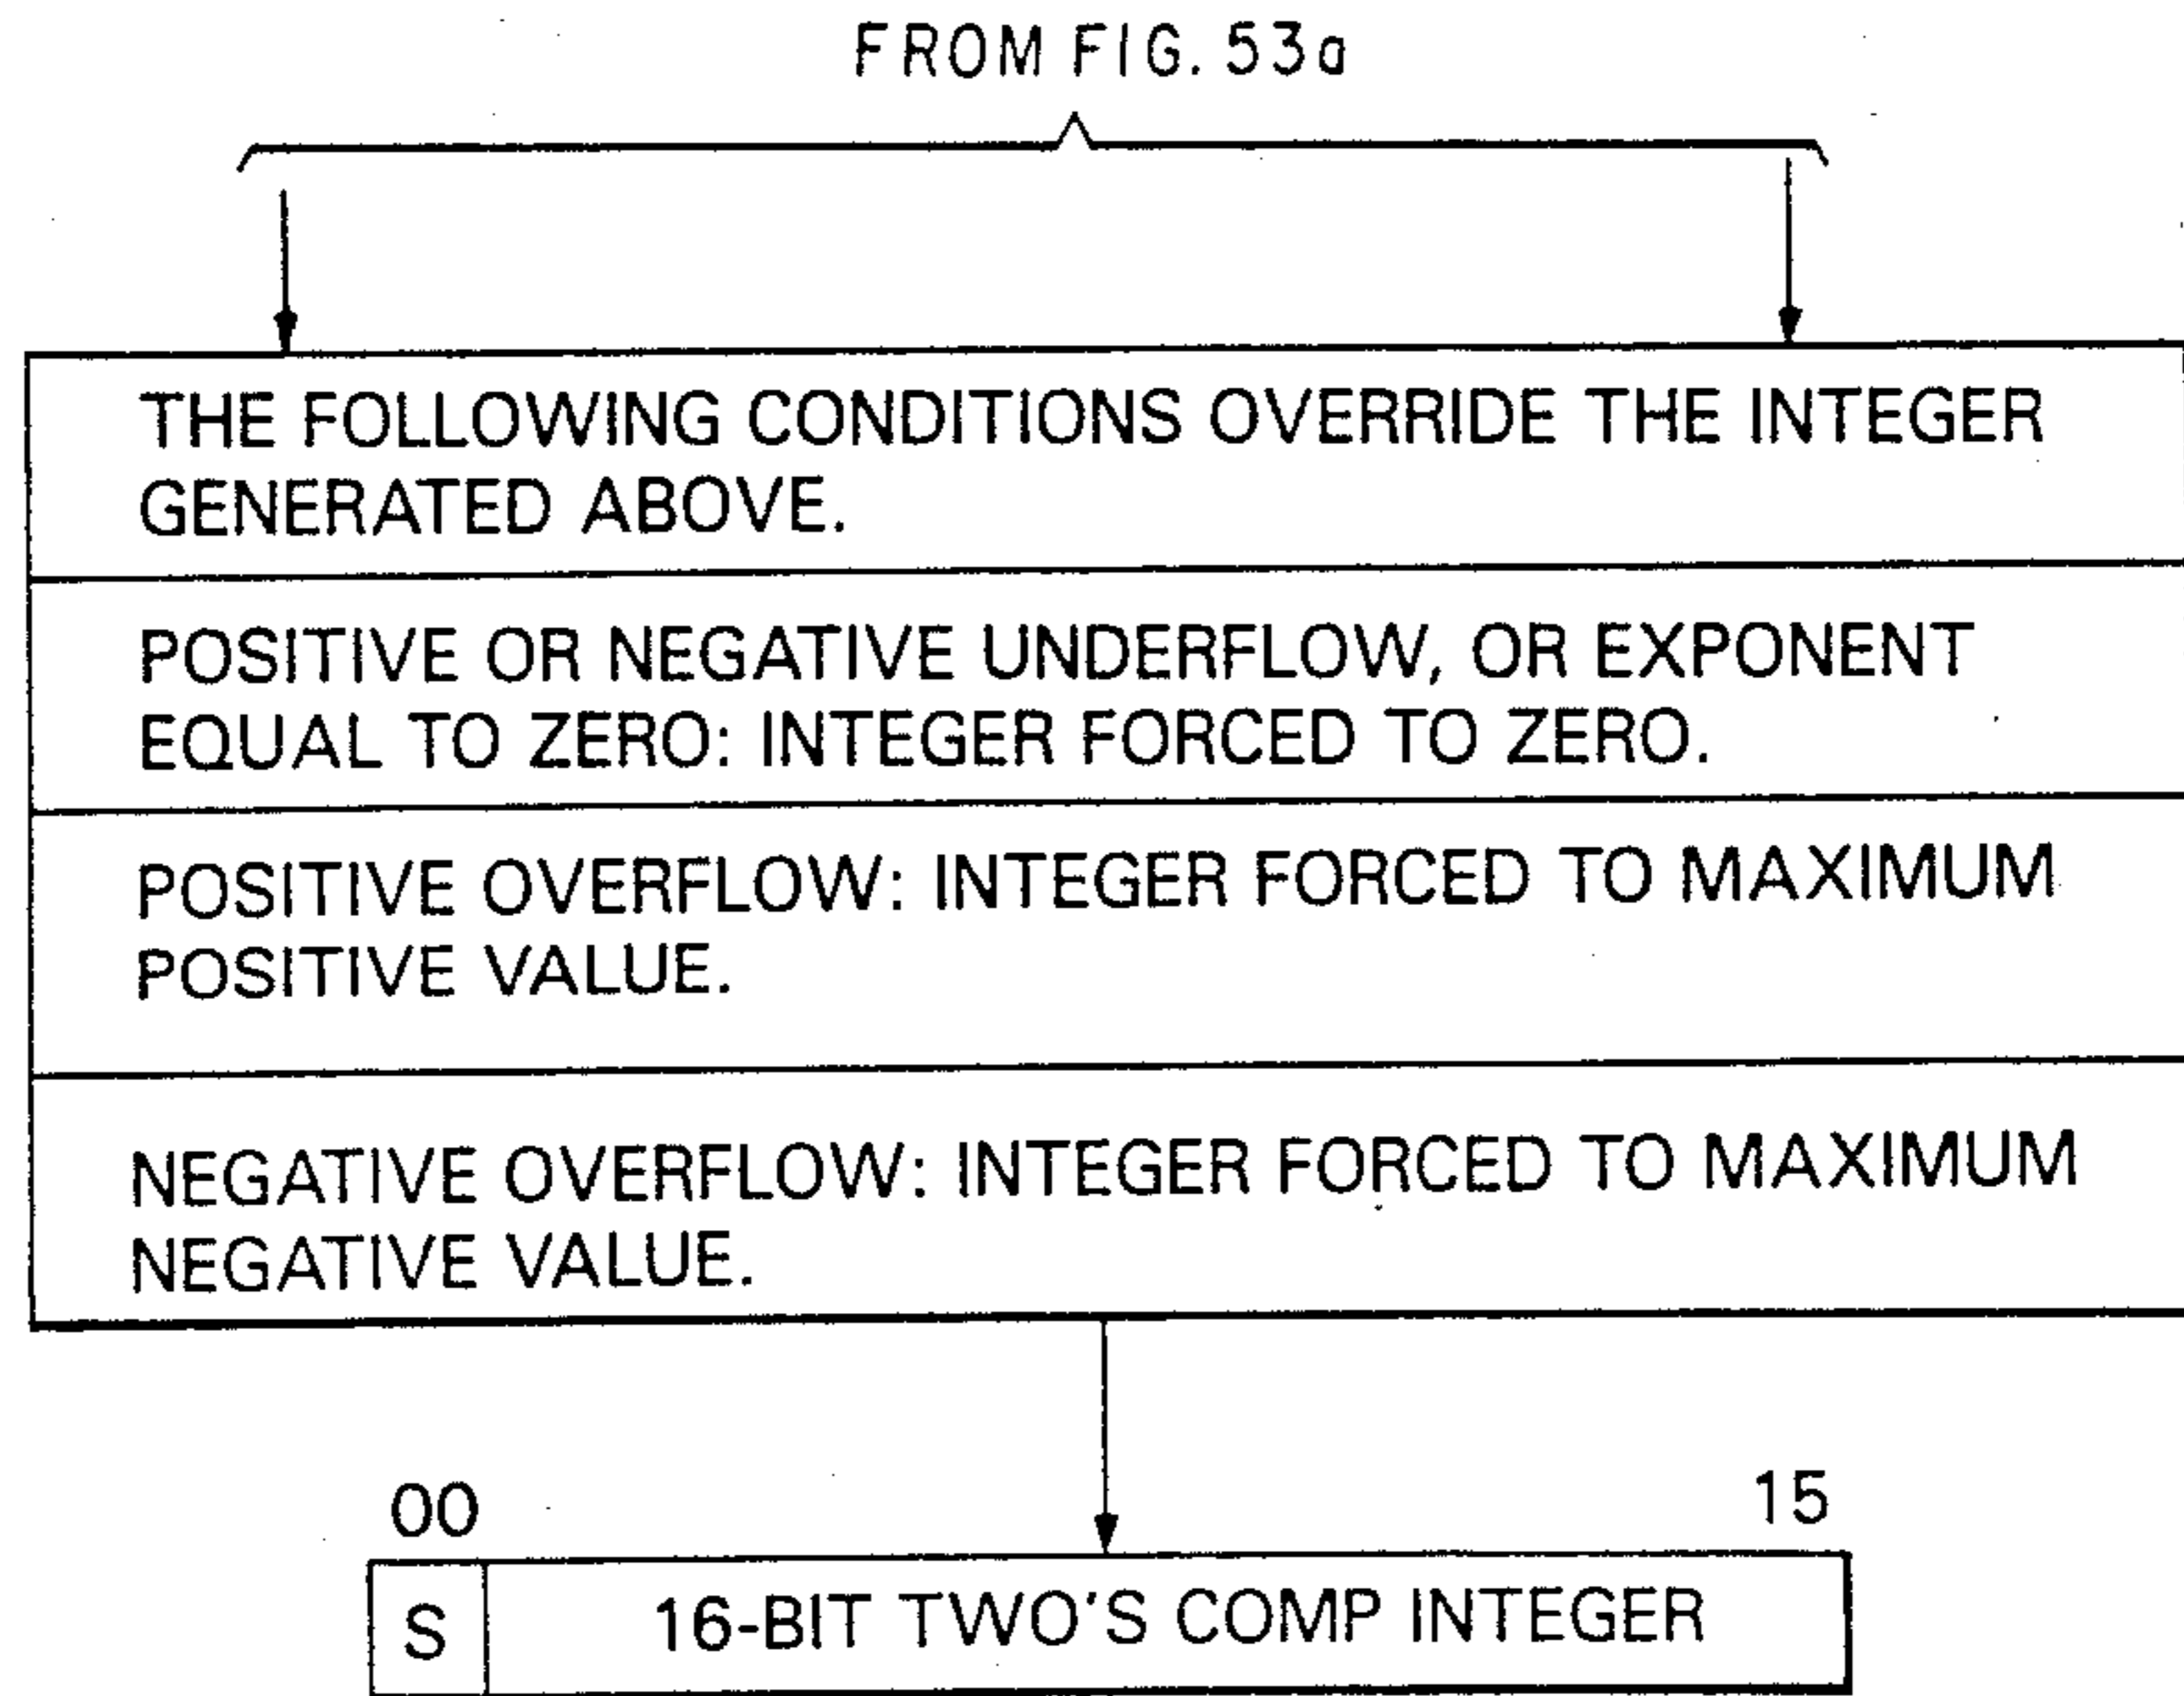 FROM FIG. 53a
THE FOLLOWING CONDITIONS OVERRIDE THE INTEGER
GENERATED ABOVE.
POSITIVE OR NEGATIVE UNDERFLOW, OR EXPONENT
EQUAL TO ZERO: INTEGER FORCED TO ZERO.
POSITIVE OVERFLOW: INTEGER FORCED TO MAXIMUM
POSITIVE VALUE.
NEGATIVE OVERFLOW: INTEGER FORCED TO MAXIMUM
NEGATIVE VALUE.
00 15
S 16-BIT TWO'S COMP INTEGER